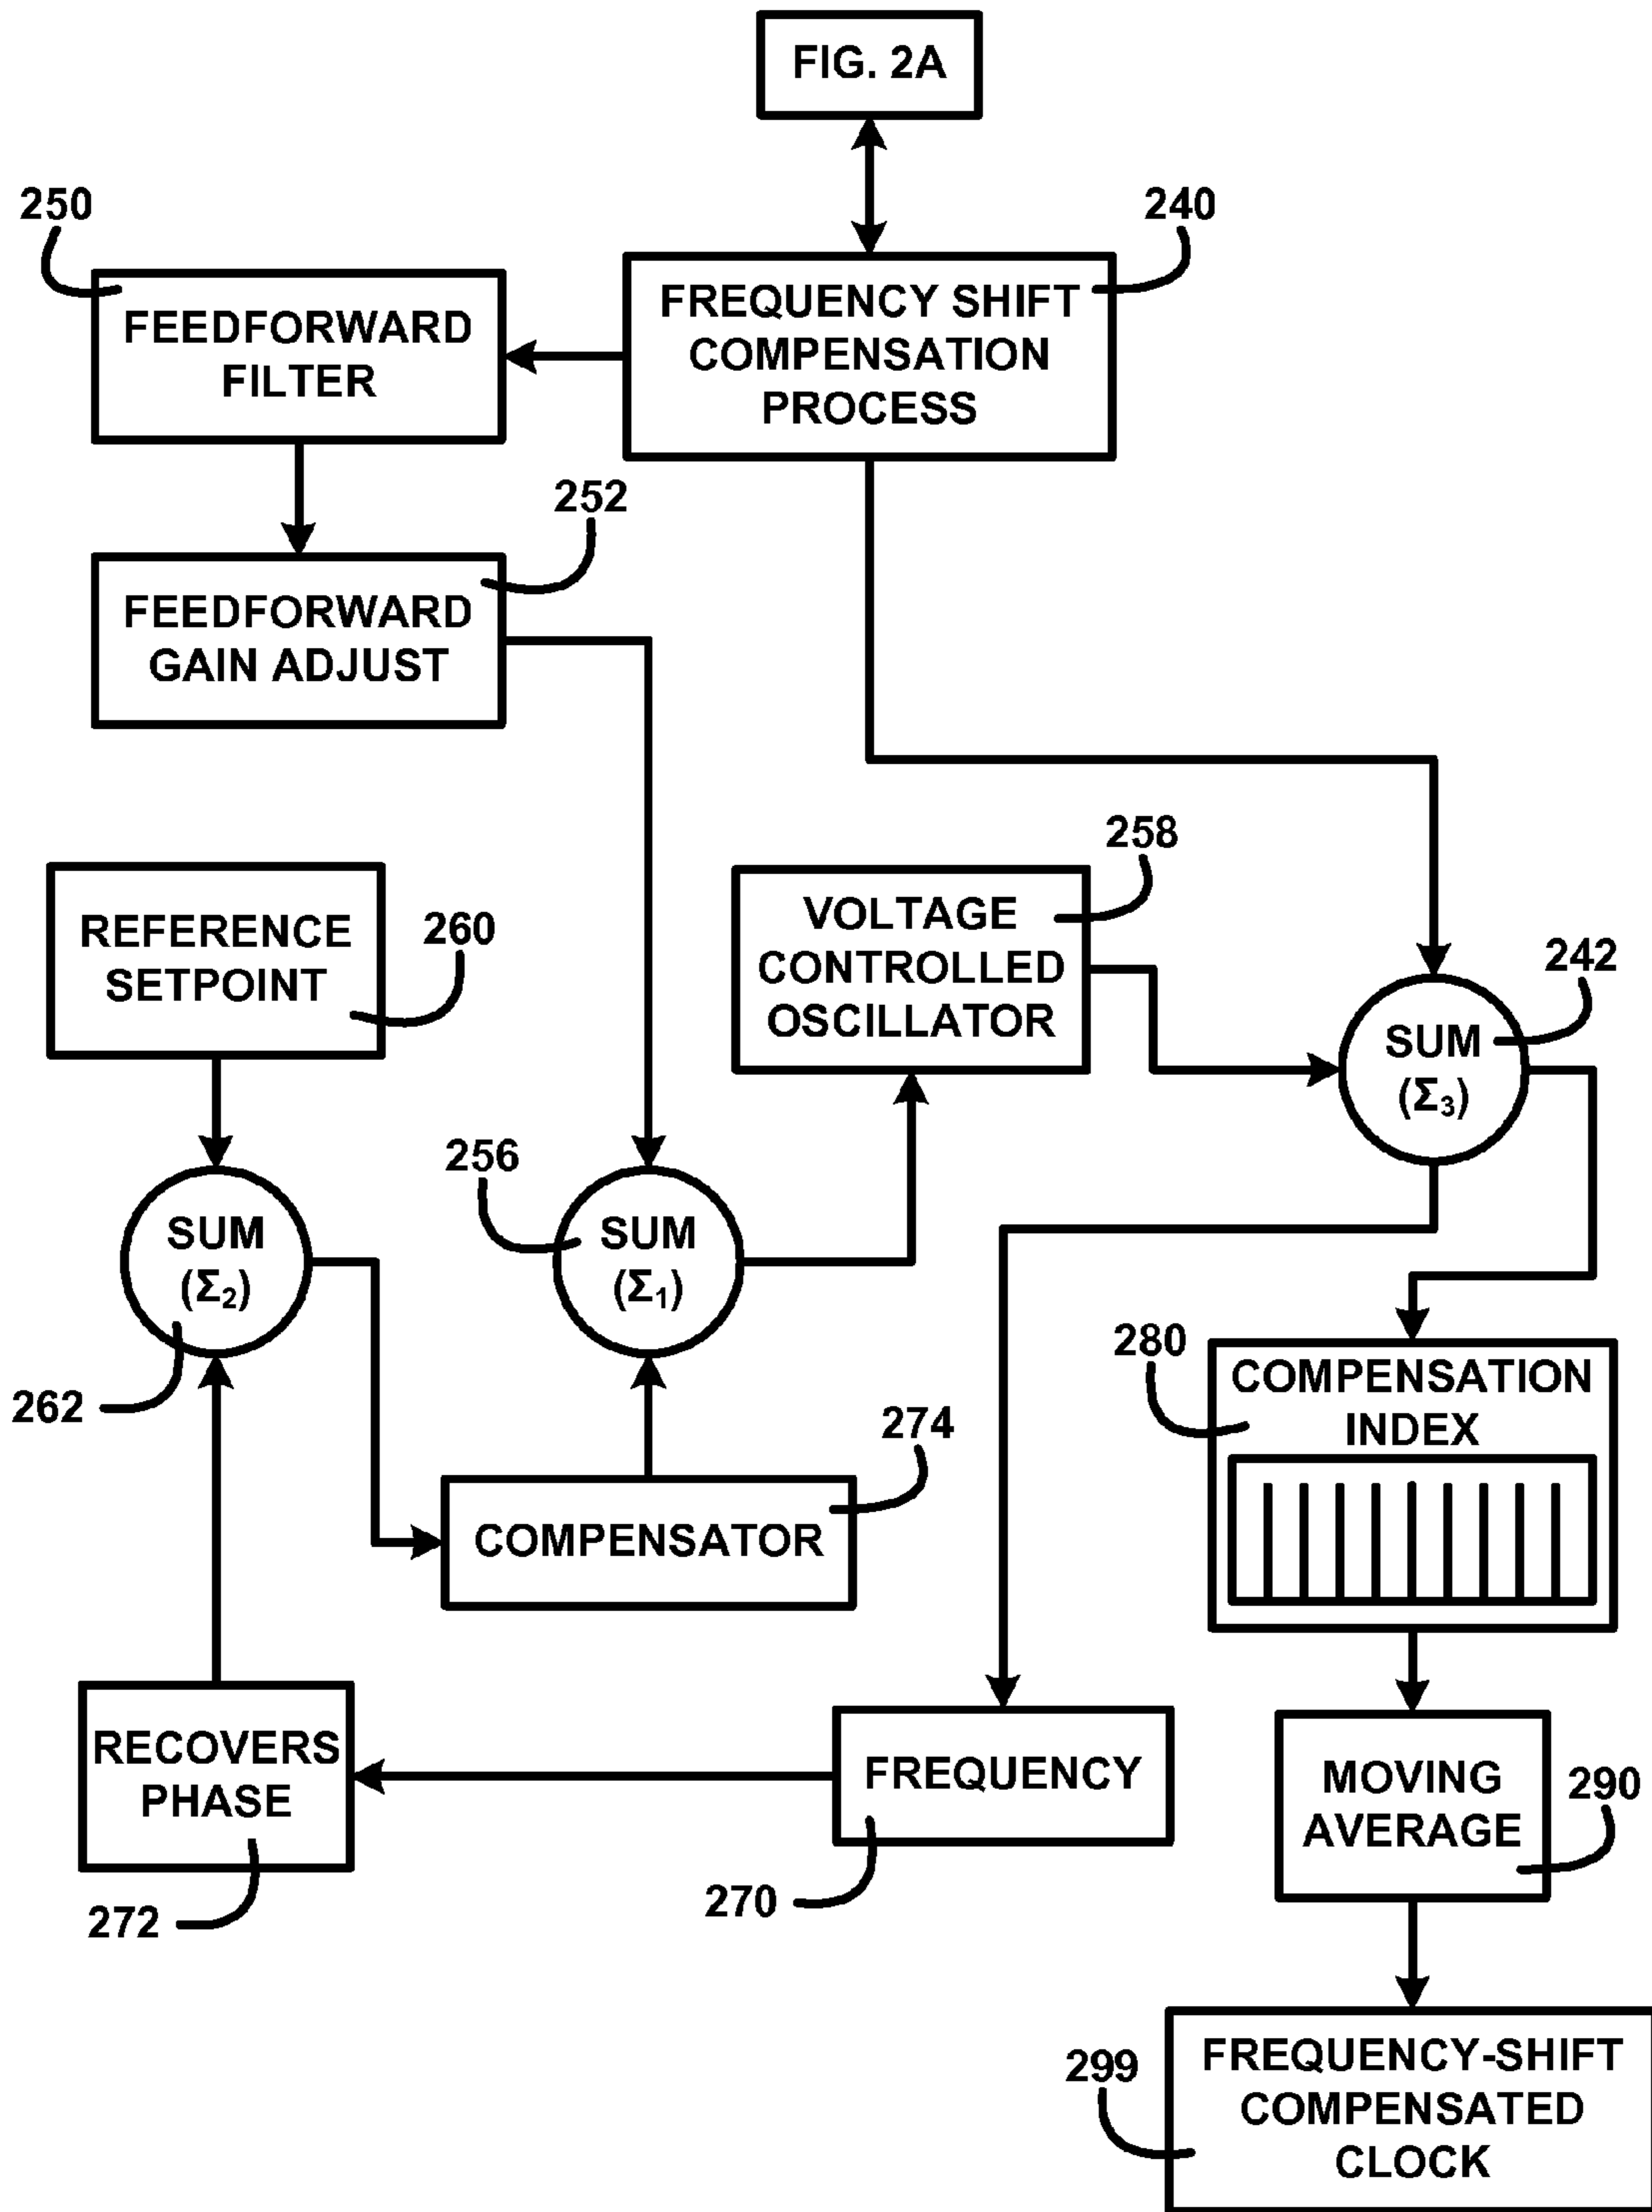 FIG. 2A
250
240
FEEDFORWARD
FILTER
FREQUENCY SHIFT
COMPENSATION
PROCESS
252
FEEDFORWARD
GAIN ADJUST
258
REFERENCE
SETPOINT
260
VOLTAGE
CONTROLLED
OSCILLATOR
242
SUM
(Σ3)
256
SUM
(Σ2)
SUM
(Σ1)
262
280
COMPENSATION
INDEX
274
COMPENSATOR
RECOVERS
PHASE
FREQUENCY
MOVING
AVERAGE
290
272
270
299
FREQUENCY-SHIFT
COMPENSATED
CLOCK